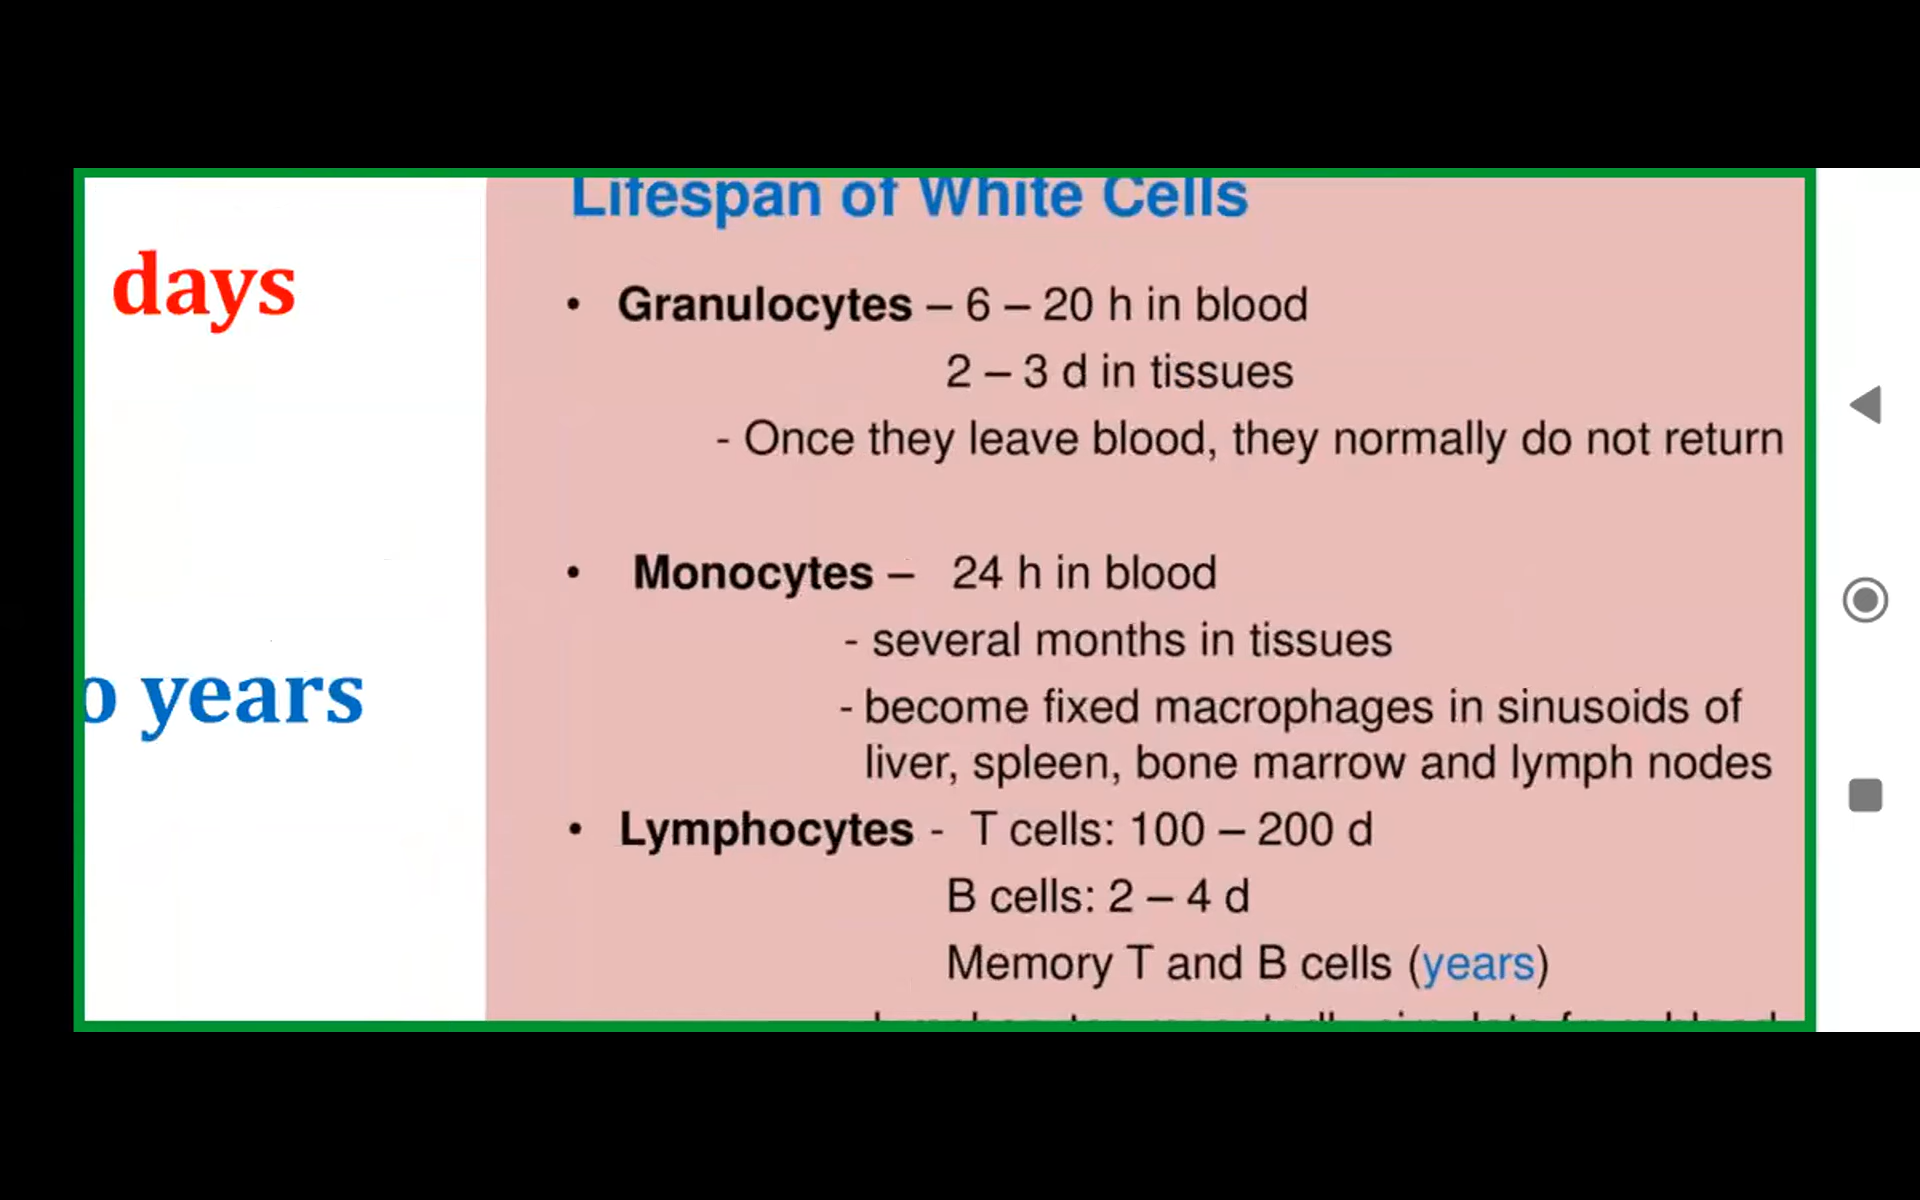 Lifespan of White Cells
days
• Granulocytes – 6 – 20 h in blood
2 – 3 d in tissues
- Once they leave blood, they normally do not return
• Monocytes – 24 h in blood
- several months in tissues
years
- become fixed macrophages in sinusoids of
liver, spleen, bone marrow and lymph nodes
• Lymphocytes - T cells: 100 – 200 d
B cells: 2 – 4 d
Memory T and B cells (years)